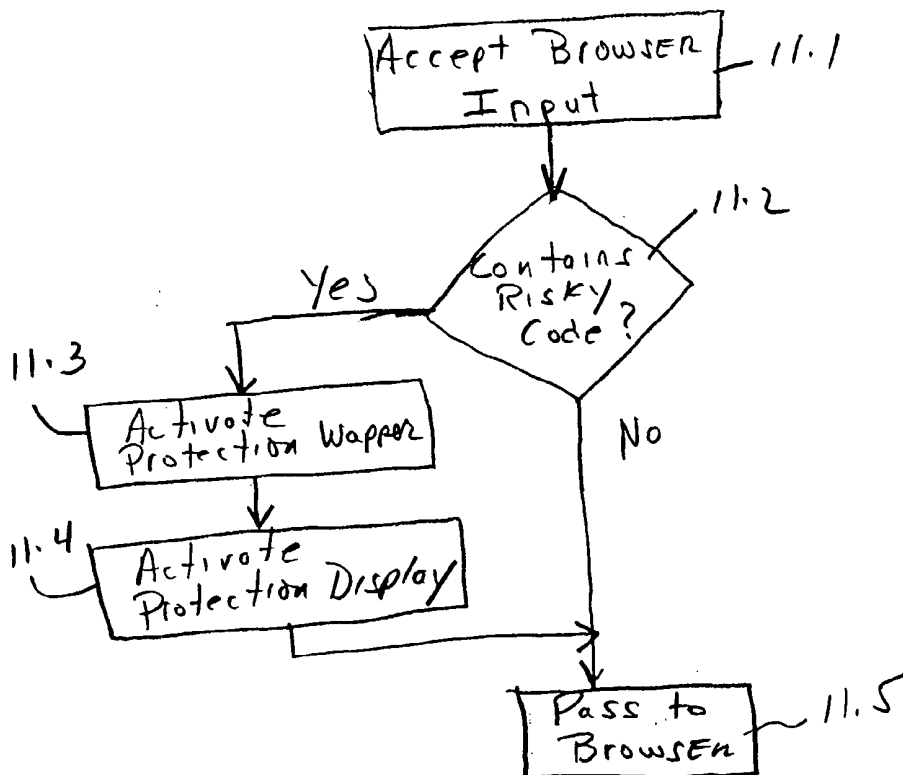 Accept Browser
Input
11.1
11.2
Contains
Risky
Code?
Yes
No
11.3
Activate
Protection Wapper
11.4
Activate
Protection Display
Pass to
Browser
11.5